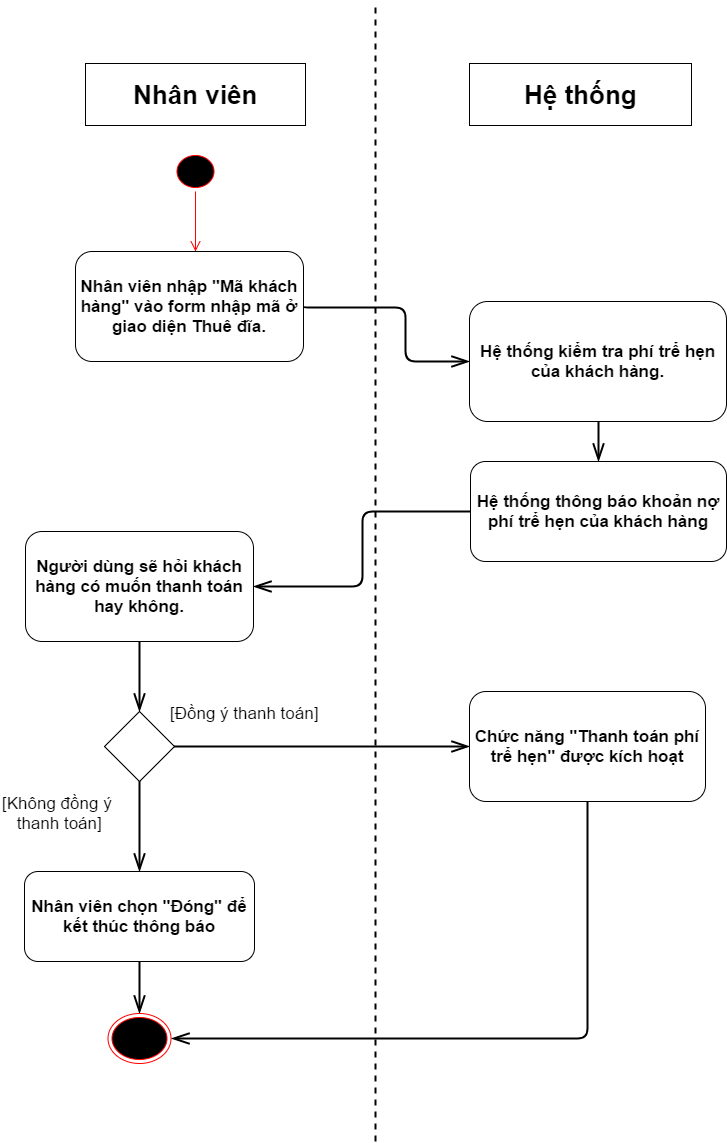 Nhân viên
Hệ thống
Nhân viên nhập "Mã khách
hàng" vào form nhập mã ở
giao diện Thuê đĩa.
Hệ thống kiểm tra phí trể hẹn
của khách hàng.
Hệ thống thông báo khoản nợ
phí trể hẹn của khách hàng
Người dùng sẽ hỏi khách
hàng có muốn thanh toán
hay không.
[Đồng ý thanh toán]
Chức năng "Thanh toán phí
trể hẹn" được kích hoạt
[Không đồng ý
thanh toán]
Nhân viên chọn "Đóng" để
kết thúc thông báo